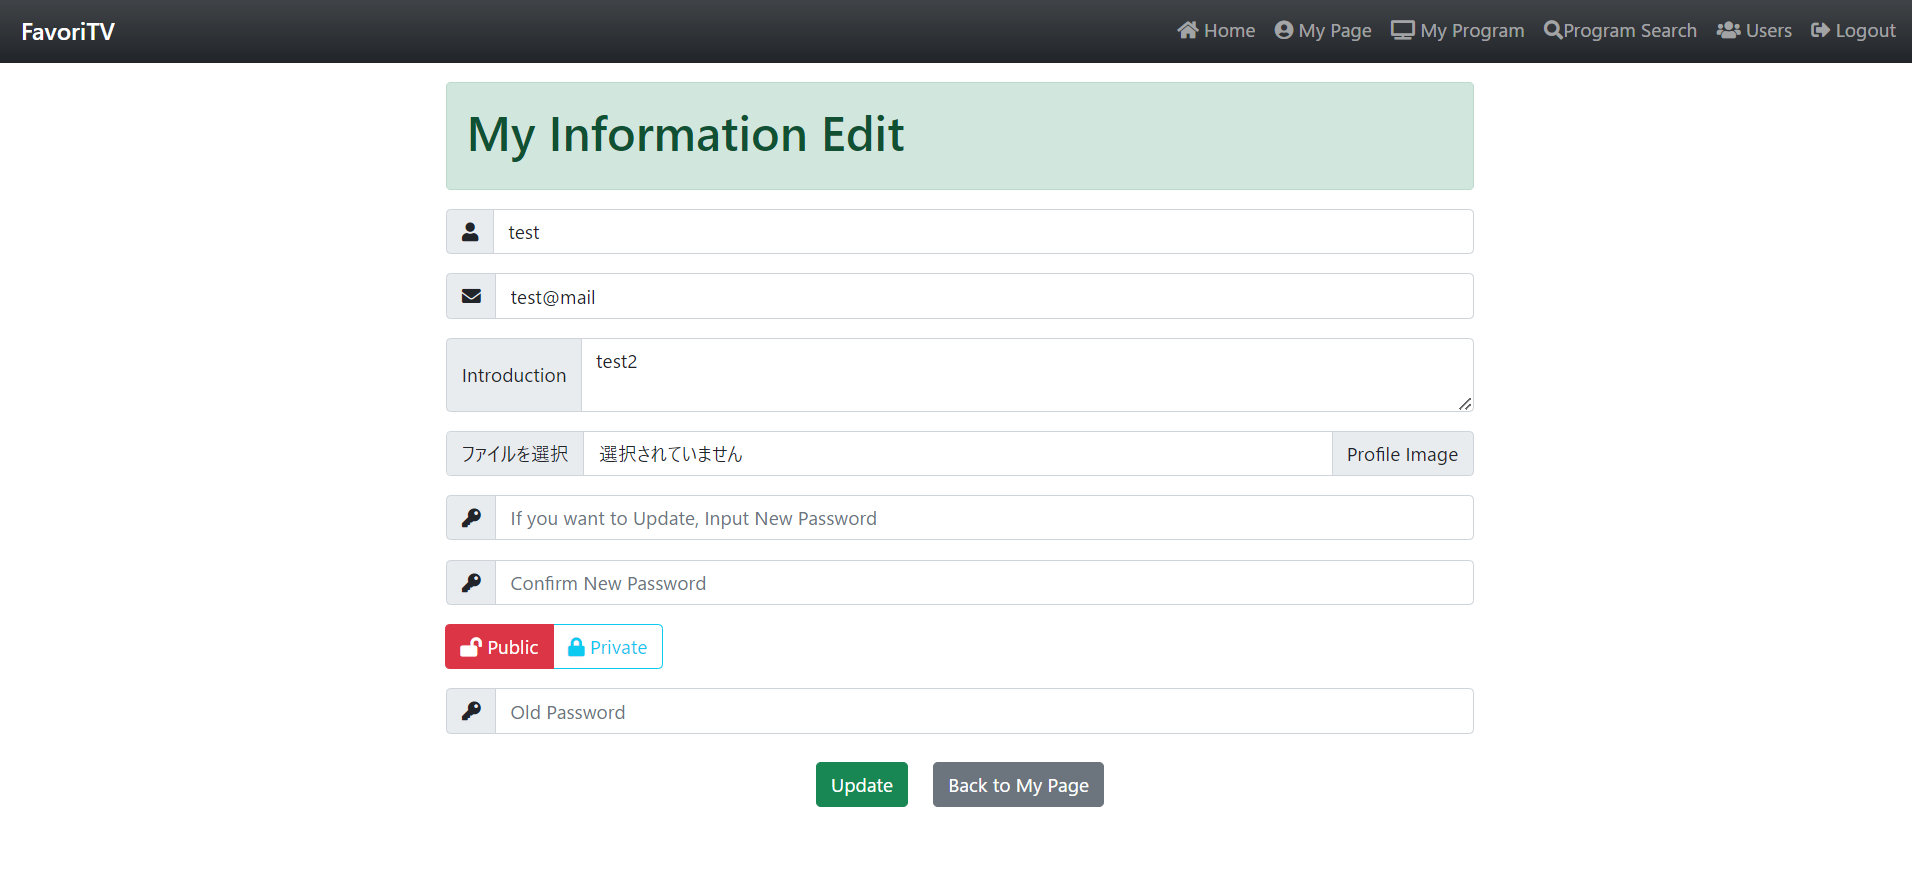 FavoriTV
Home My Page My Program Program Search Users Logout
My Information Edit
test
test@mail
Introduction test2
ファイルを選択 選択されていません Profile Image
If you want to Update, Input New Password
Confirm New Password
Public Private
Old Password
Update Back to My Page